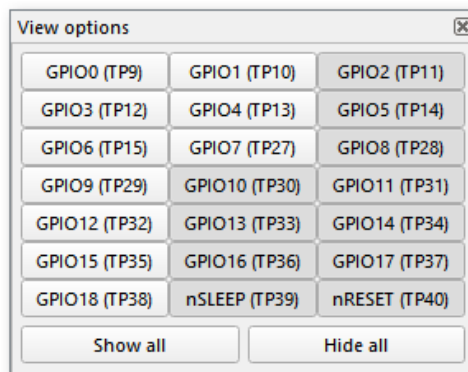 View options
GPIO0 (TP9) GPIO1 (TP10) GPIO2 (TP11)
GPIO3 (TP12) GPIO4 (TP13) GPIO5 (TP14)
GPIO6 (TP15) GPIO7 (TP27) GPIO8 (TP28)
GPIO9 (TP29) GPIO10 (TP30) GPIO11 (TP31)
GPIO12 (TP32) GPIO13 (TP33) GPIO14 (TP34)
GPIO15 (TP35) GPIO16 (TP36) GPIO17 (TP37)
GPIO18 (TP38) nSLEEP (TP39) nRESET (TP40)
Show all Hide all